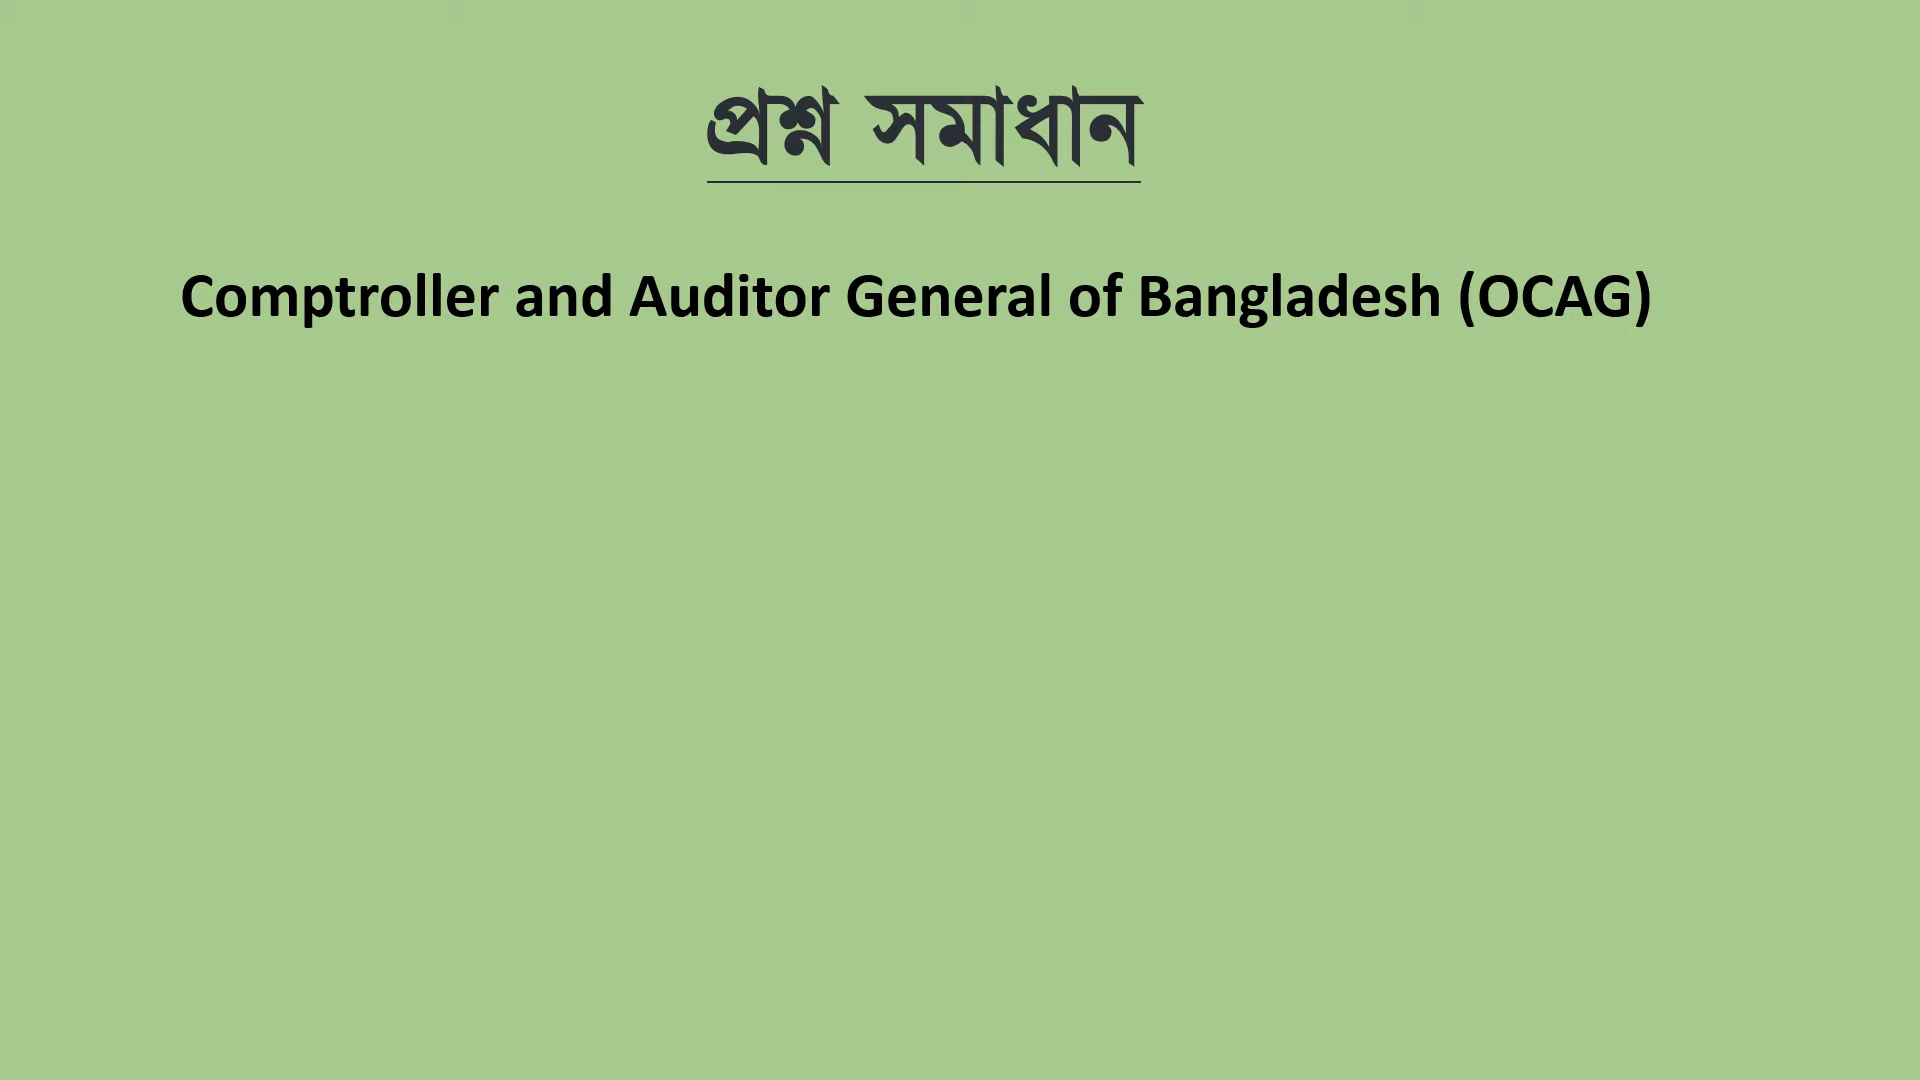 প্রশ্ন সমাধান
Comptroller and Auditor General of Bangladesh (OCAG)